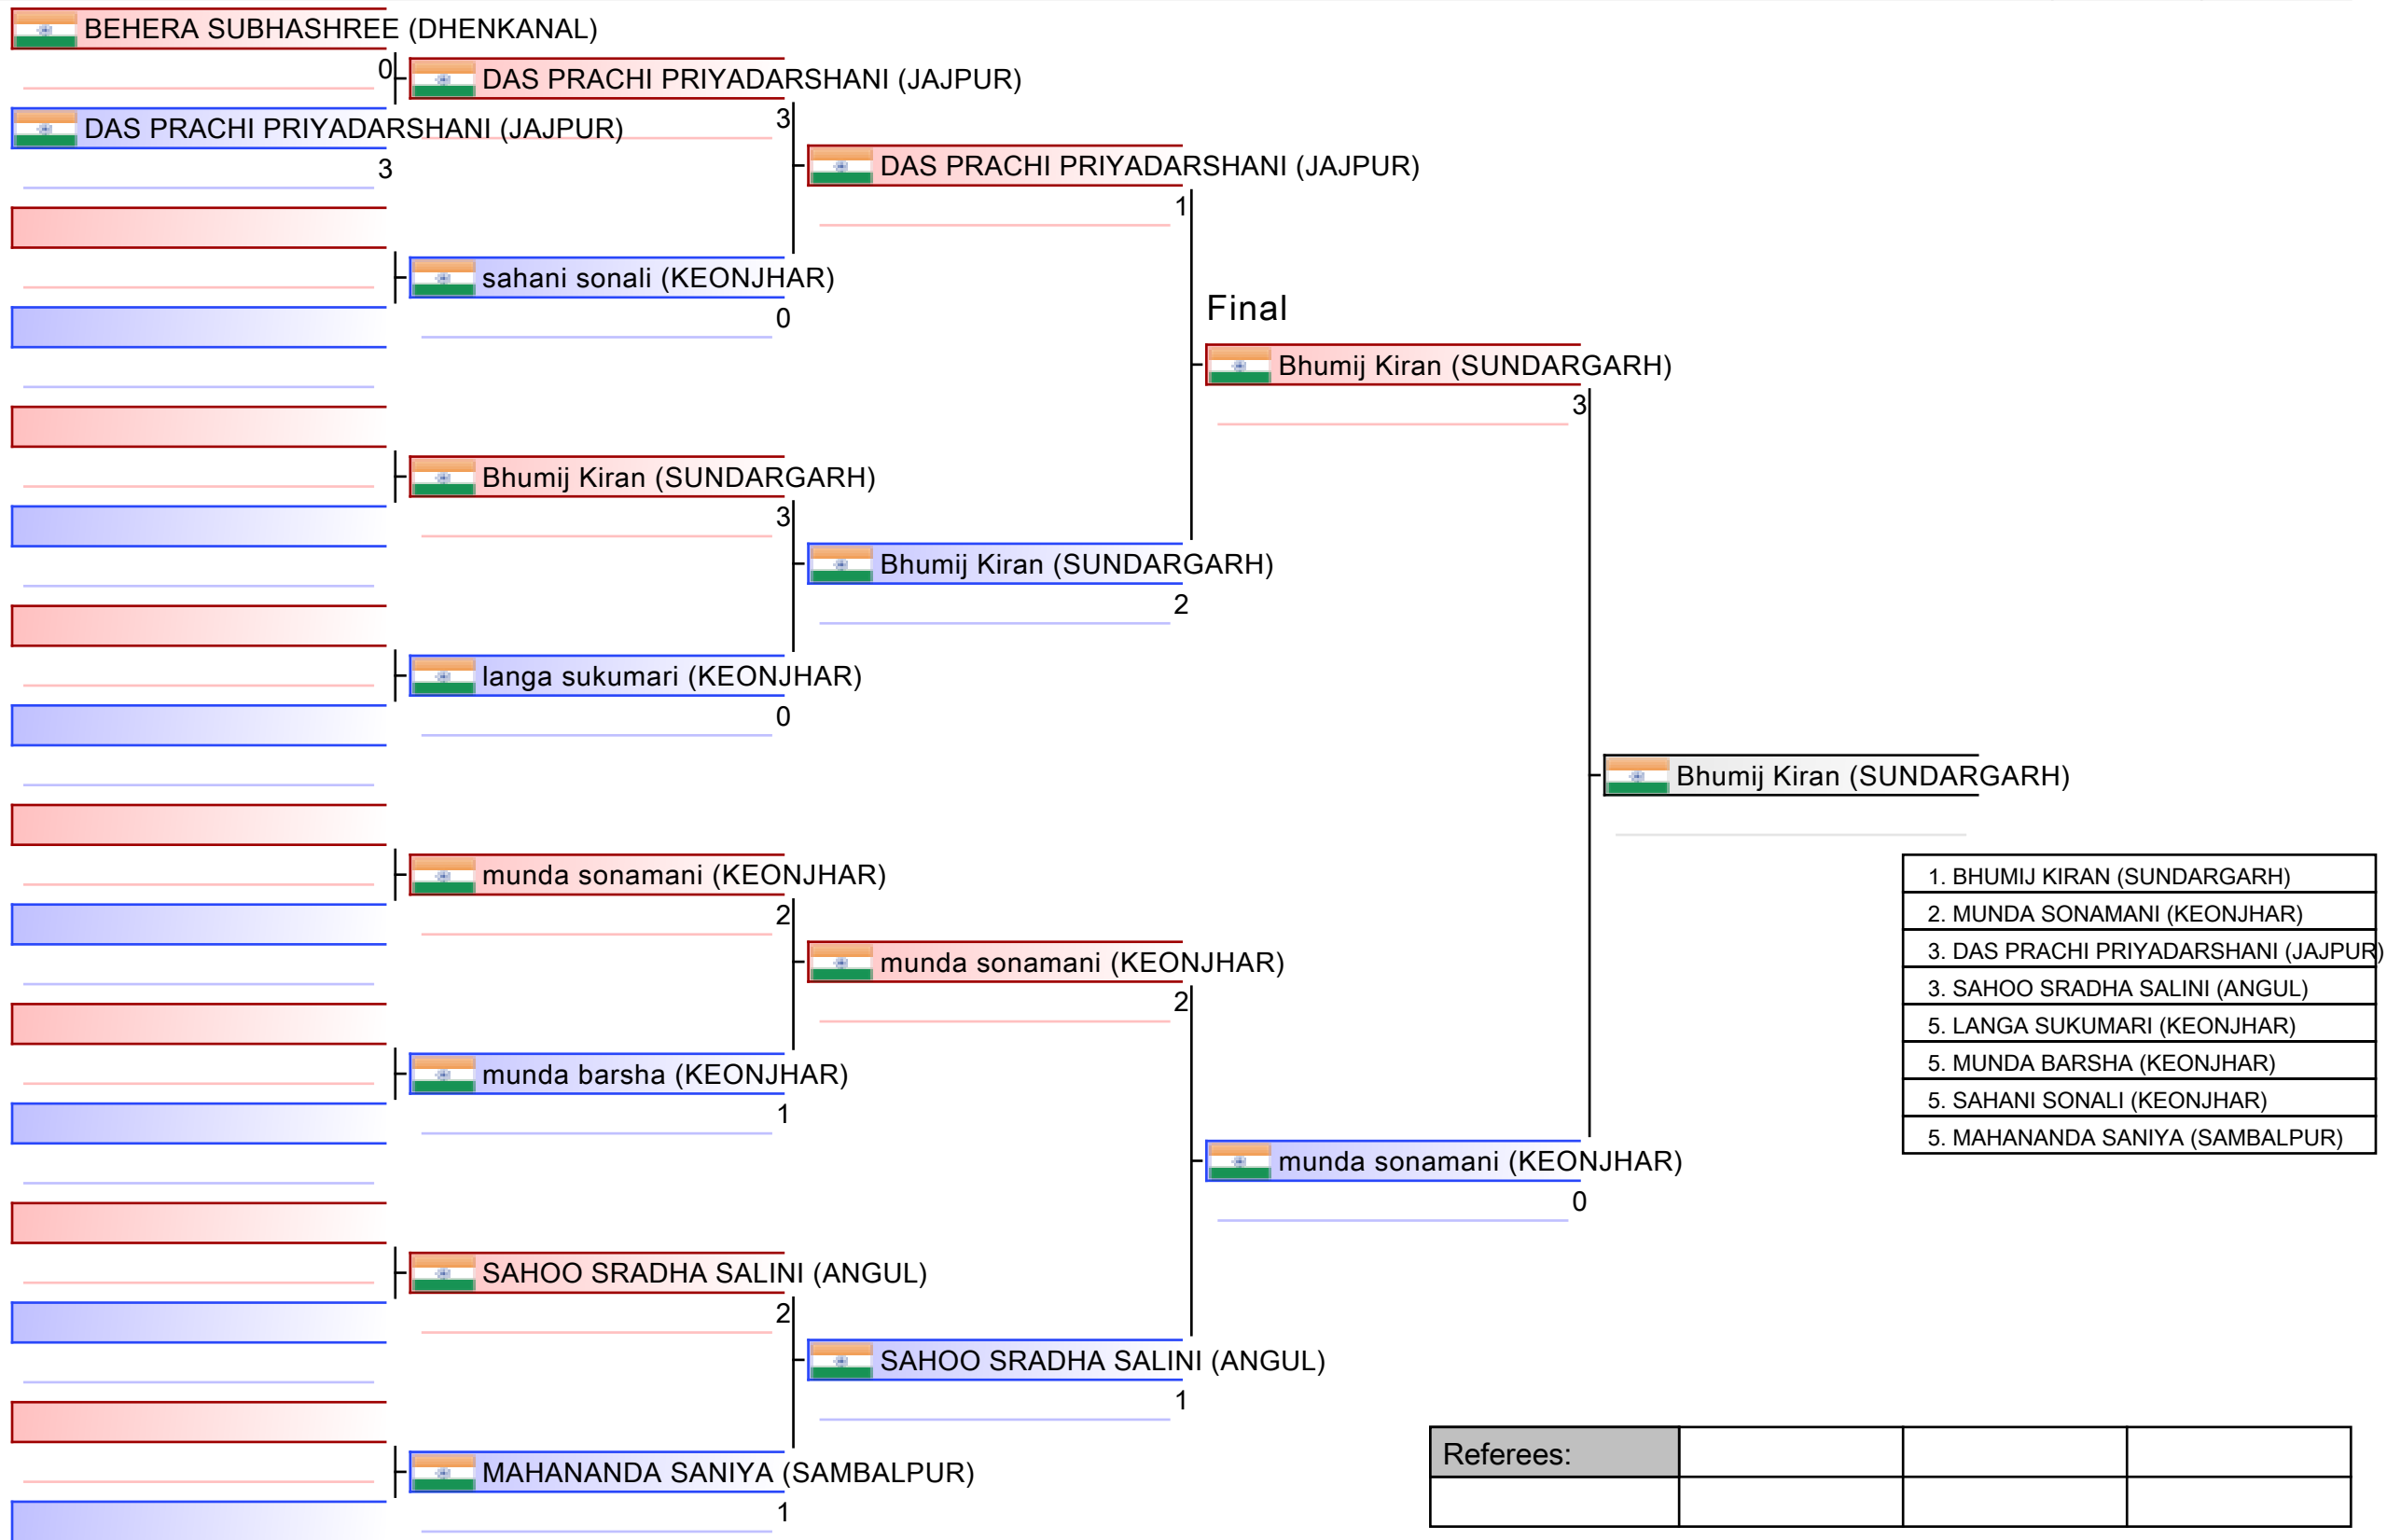 BEHERA SUBHASHREE (DHENKANAL)
0
DAS PRACHI PRIYADARSHANI (JAJPUR)
3
DAS PRACHI PRIYADARSHANI (JAJPUR)
3
sahani sonali (KEONJHAR)
0
Bhumij Kiran (SUNDARGARH)
3
langa sukumari (KEONJHAR)
0
munda sonamani (KEONJHAR)
2
munda barsha (KEONJHAR)
1
SAHOO SRADHA SALINI (ANGUL)
2
MAHANANDA SANIYA (SAMBALPUR)
1
DAS PRACHI PRIYADARSHANI (JAJPUR)
1
Bhumij Kiran (SUNDARGARH)
2
munda sonamani (KEONJHAR)
2
SAHOO SRADHA SALINI (ANGUL)
1
Final
Bhumij Kiran (SUNDARGARH)
3
munda sonamani (KEONJHAR)
0
Bhumij Kiran (SUNDARGARH)
1. BHUMIJ KIRAN (SUNDARGARH)
2. MUNDA SONAMANI (KEONJHAR)
3. DAS PRACHI PRIYADARSHANI (JAJPUR)
3. SAHOO SRADHA SALINI (ANGUL)
5. LANGA SUKUMARI (KEONJHAR)
5. MUNDA BARSHA (KEONJHAR)
5. SAHANI SONALI (KEONJHAR)
5. MAHANANDA SANIYA (SAMBALPUR)
Referees: